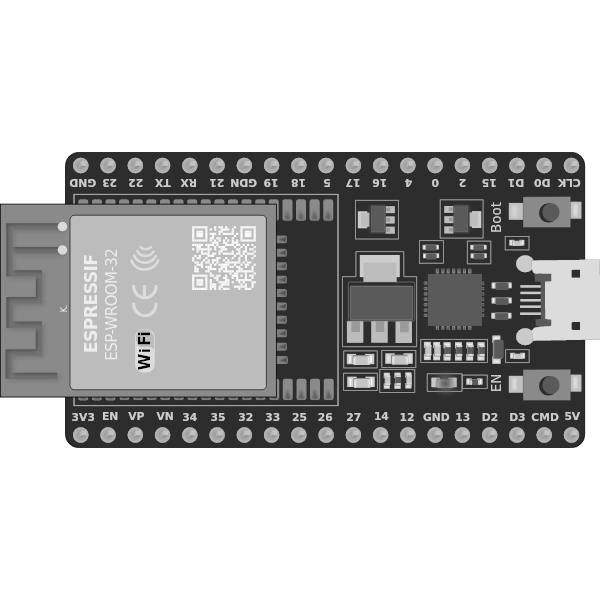 GND 23 22 TX RX 21 GND 19 18 5 17 16 4 0 2 15 D1 D0 CLK
Boot
ESPRESSIF
ESP-WROOM-32
WiFi
CE
K
EN
3V3 EN VP VN 34 35 32 33 25 26 27 14 12 GND 13 D2 D3 CMD 5V